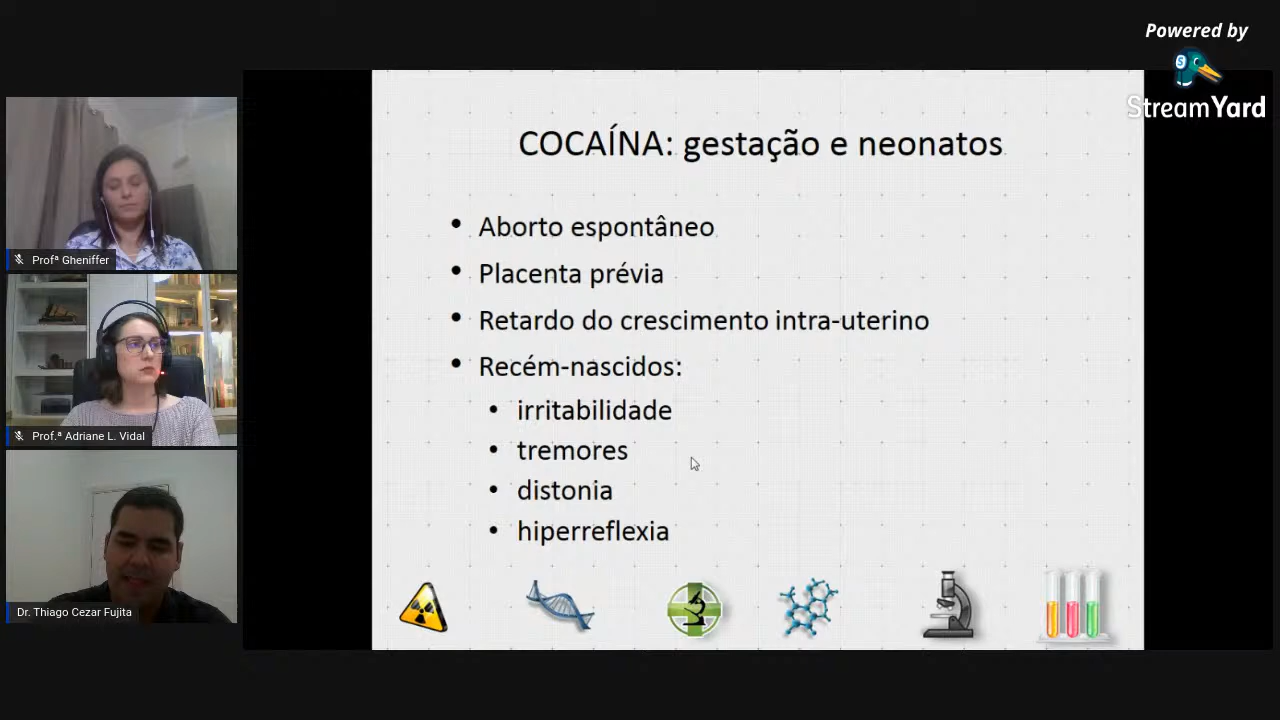 Powered by
StreamYard
COCAÍNA: gestação e neonatos
• Aborto espontâneo
• Placenta prévia
• Retardo do crescimento intra-uterino
• Recém-nascidos:
• irritabilidade
• tremores
• distonia
• hiperreflexia
Profª Gheniffer
Prof.ª Adriane L. Vidal
Dr. Thiago Cezar Fujita